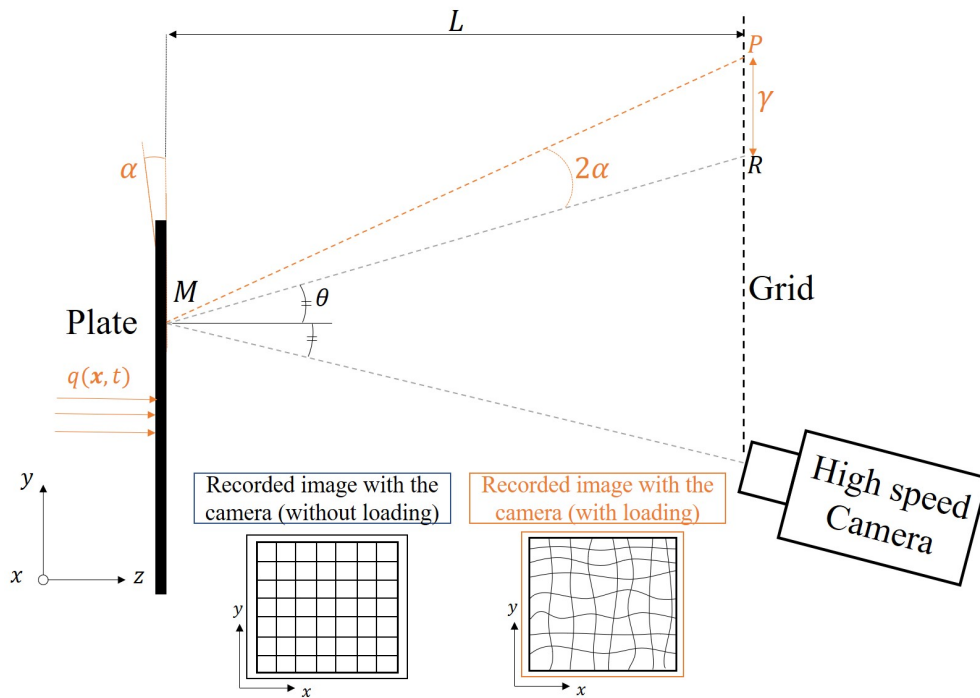 L
P
γ
R
α
2α
M
θ
Plate
Grid
q(x, t)
y
x
z
Recorded image with the
camera (without loading)
Recorded image with the
camera (with loading)
High speed
Camera
y
x
y
x